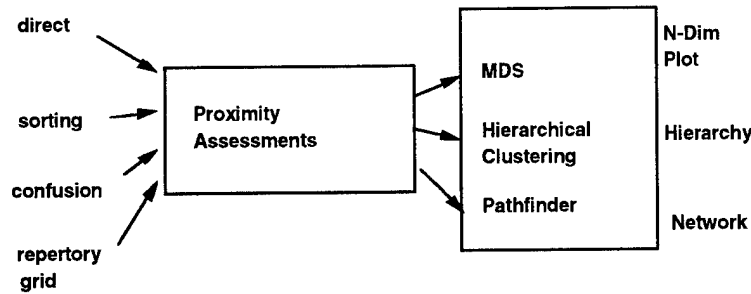 direct
sorting
confusion
repertory
grid
Proximity
Assessments
MDS
Hierarchical
Clustering
Pathfinder
N-Dim
Plot
Hierarchy
Network